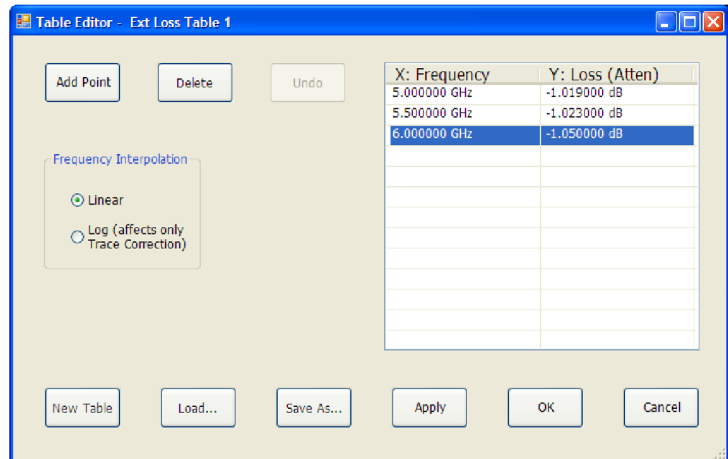 Table Editor - Ext Loss Table 1
Add Point
Delete
Undo
X: Frequency Y: Loss (Atten)
5.000000 GHz -1.019000 dB
5.500000 GHz -1.023000 dB
6.000000 GHz -1.050000 dB
Frequency Interpolation
Linear
Log (affects only
Trace Correction)
New Table
Load...
Save As...
Apply
OK
Cancel